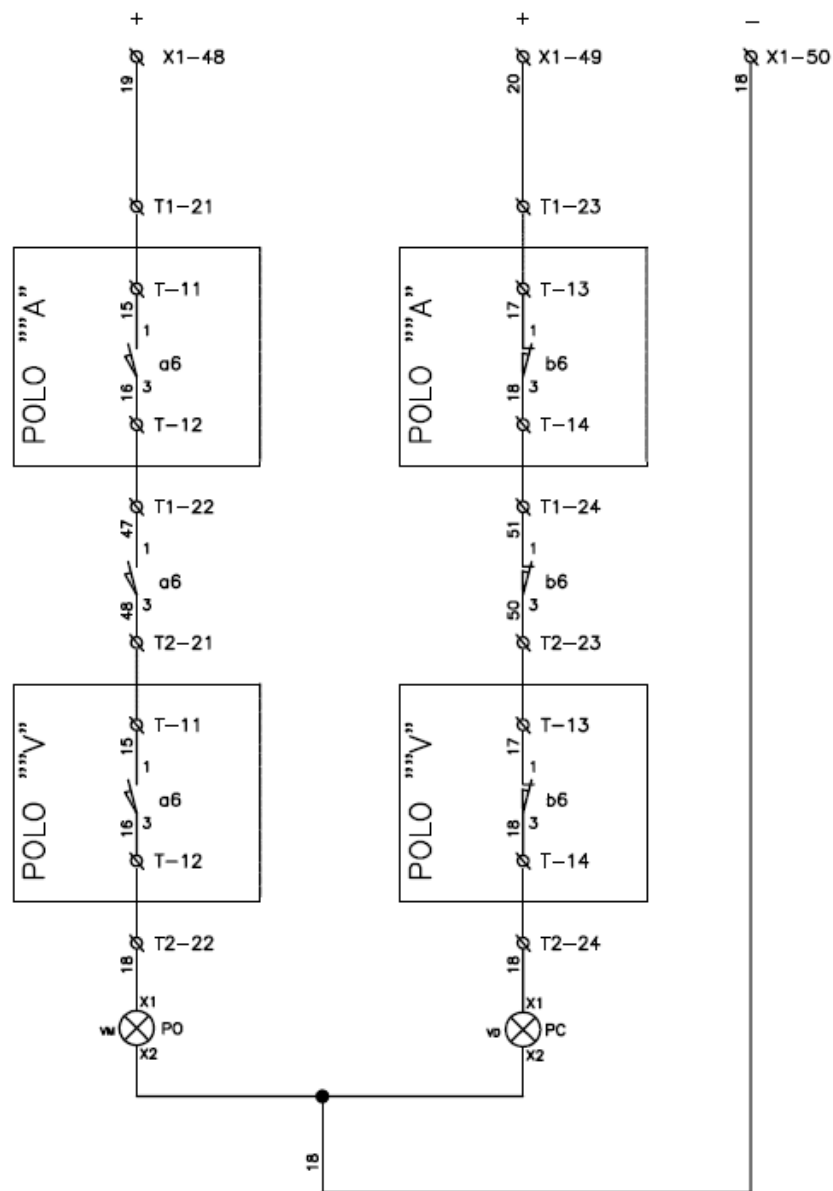 + + −
X1-48 X1-49 X1-50
19 20 18
T1-21 T1-23
POLO ""A" POLO ""A"
T-11 T-13
15 17
1 1
a6 b6
16 3 18 3
T-12 T-14
T1-22 T1-24
47 51
1 1
a6 b6
48 3 50 3
T2-21 T2-23
POLO ""V" POLO ""V"
T-11 T-13
15 17
1 1
a6 b6
16 3 18 3
T-12 T-14
T2-22 T2-24
18 18
X1 X1
VM PO VD PC
X2 X2
18